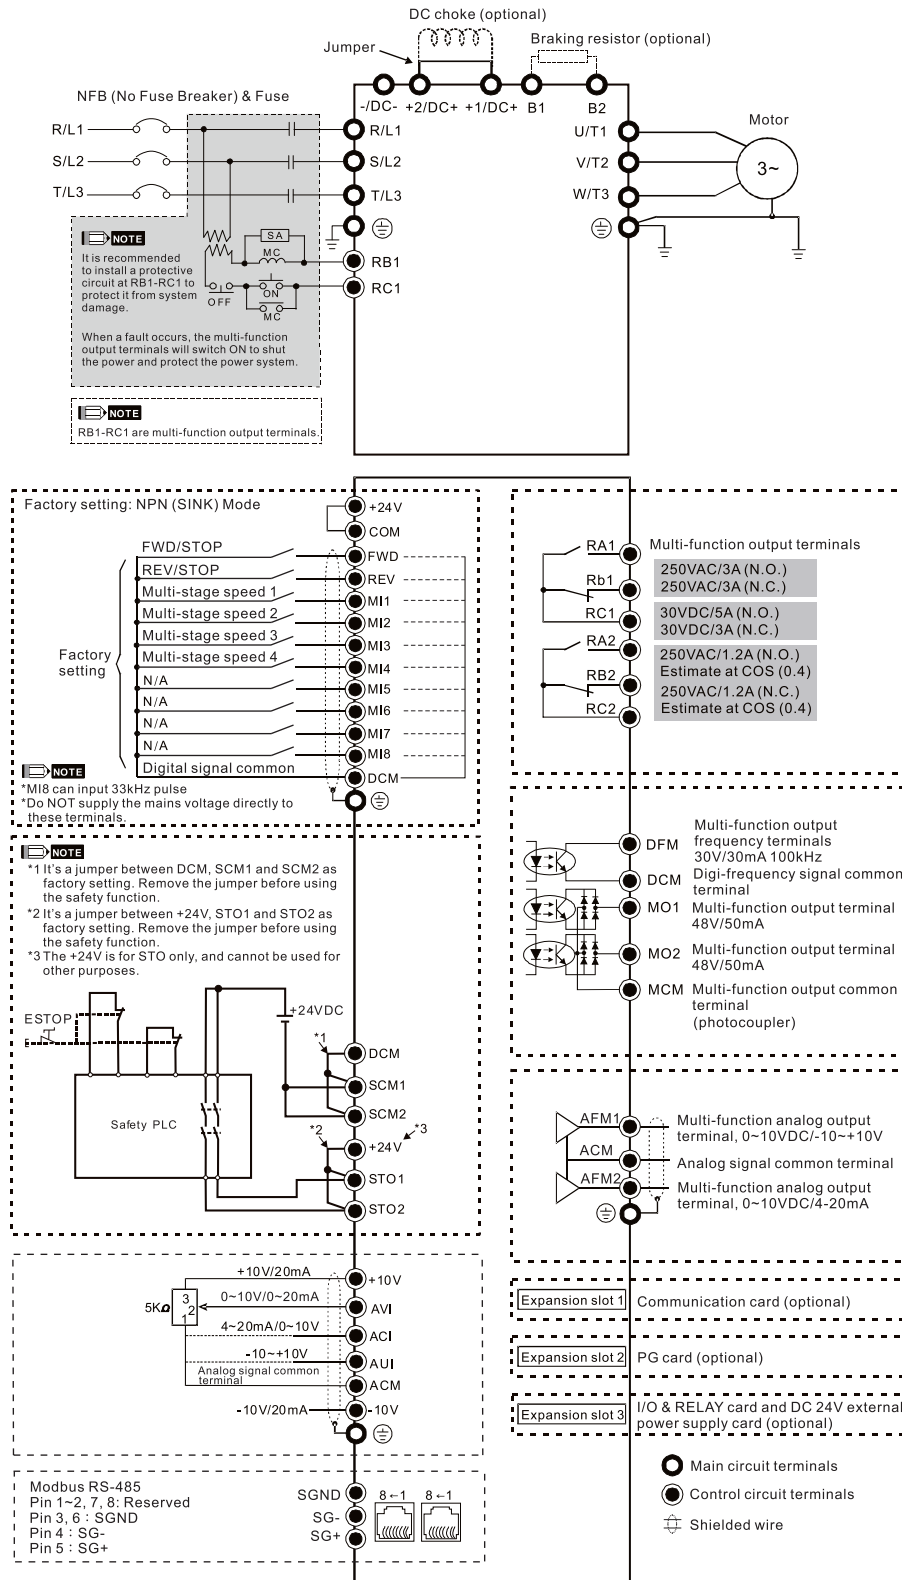 DC choke (optional)
Jumper
Braking resistor (optional)
NFB (No Fuse Breaker) & Fuse
-/DC- +2/DC+ +1/DC+ B1 B2
R/L1
R/L1
U/T1
Motor
S/L2
S/L2
V/T2
3~
T/L3
T/L3
W/T3
NOTE
It is recommended
to install a protective
circuit at RB1-RC1 to
protect it from system
damage.
SA
MC
RB1
RC1
OFF
ON
MC
When a fault occurs, the multi-function
output terminals will switch ON to shut
the power and protect the power system.
NOTE
RB1-RC1 are multi-function output terminals.
Factory setting: NPN (SINK) Mode
+24V
COM
FWD/STOP
FWD
REV/STOP
REV
Multi-stage speed 1
MI1
Multi-stage speed 2
MI2
Multi-stage speed 3
MI3
Multi-stage speed 4
MI4
Factory
setting
N/A
MI5
N/A
MI6
N/A
MI7
N/A
MI8
Digital signal common
DCM
NOTE
*MI8 can input 33kHz pulse
*Do NOT supply the mains voltage directly to
these terminals.
RA1
Multi-function output terminals
250VAC/3A (N.O.)
250VAC/3A (N.C.)
Rb1
RC1
30VDC/5A (N.O.)
30VDC/3A (N.C.)
RA2
250VAC/1.2A (N.O.)
Estimate at COS (0.4)
RB2
250VAC/1.2A (N.C.)
Estimate at COS (0.4)
RC2
NOTE
*1 It's a jumper between DCM, SCM1 and SCM2 as
factory setting. Remove the jumper before using
the safety function.
*2 It's a jumper between +24V, STO1 and STO2 as
factory setting. Remove the jumper before using
the safety function.
*3 The +24V is for STO only, and cannot be used for
other purposes.
ESTOP
+24VDC
*1
DCM
SCM1
SCM2
Safety PLC
*2
+24V
*3
STO1
STO2
DFM
Multi-function output
frequency terminals
30V/30mA 100kHz
DCM
Digi-frequency signal common
terminal
MO1
Multi-function output terminal
48V/50mA
MO2
Multi-function output terminal
48V/50mA
MCM
Multi-function output common
terminal
(photocoupler)
AFM1
Multi-function analog output
terminal, 0~10VDC/-10~+10V
ACM
Analog signal common terminal
AFM2
Multi-function analog output
terminal, 0~10VDC/4-20mA
+10V/20mA
+10V
5KΩ
3
2
1
0~10V/0~20mA
AVI
4~20mA/0~10V
ACI
-10~+10V
AUI
Analog signal common
terminal
ACM
-10V/20mA
-10V
Expansion slot 1
Communication card (optional)
Expansion slot 2
PG card (optional)
Expansion slot 3
I/O & RELAY card and DC 24V external
power supply card (optional)
Modbus RS-485
Pin 1~2, 7, 8: Reserved
Pin 3, 6 : SGND
Pin 4 : SG-
Pin 5 : SG+
SGND
SG-
SG+
8←1
8←1
Main circuit terminals
Control circuit terminals
Shielded wire